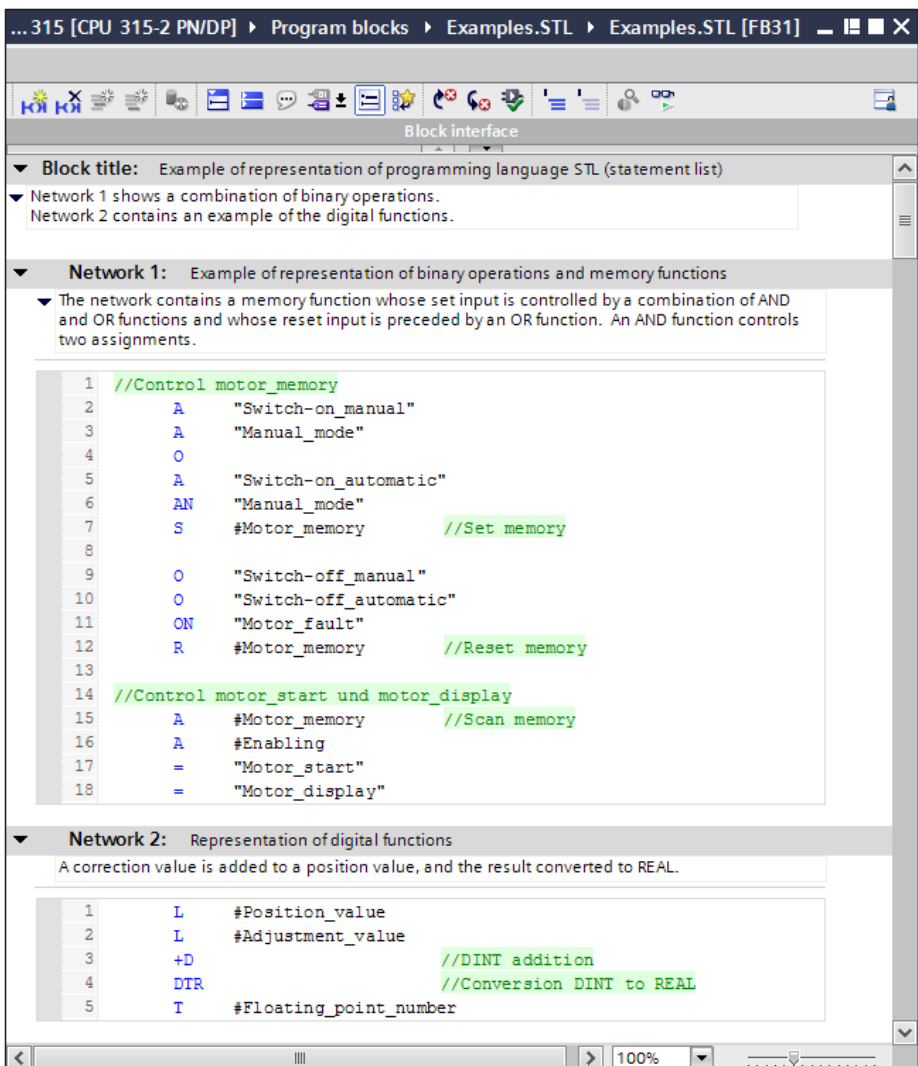 ...315 [CPU 315-2 PN/DP] ▸ Program blocks ▸ Examples.STL ▸ Examples.STL [FB31]
Block interface
Block title: Example of representation of programming language STL (statement list)
Network 1 shows a combination of binary operations.
Network 2 contains an example of the digital functions.
Network 1: Example of representation of binary operations and memory functions
The network contains a memory function whose set input is controlled by a combination of AND
and OR functions and whose reset input is preceded by an OR function. An AND function controls
two assignments.
1 //Control motor_memory
2 A "Switch-on_manual"
3 A "Manual_mode"
4 O
5 A "Switch-on_automatic"
6 AN "Manual_mode"
7 S #Motor_memory //Set memory
8
9 O "Switch-off_manual"
10 O "Switch-off_automatic"
11 ON "Motor_fault"
12 R #Motor_memory //Reset memory
13
14 //Control motor_start und motor_display
15 A #Motor_memory //Scan memory
16 A #Enabling
17 = "Motor_start"
18 = "Motor_display"
Network 2: Representation of digital functions
A correction value is added to a position value, and the result converted to REAL.
1 L #Position_value
2 L #Adjustment_value
3 +D //DINT addition
4 DTR //Conversion DINT to REAL
5 T #Floating_point_number
100%